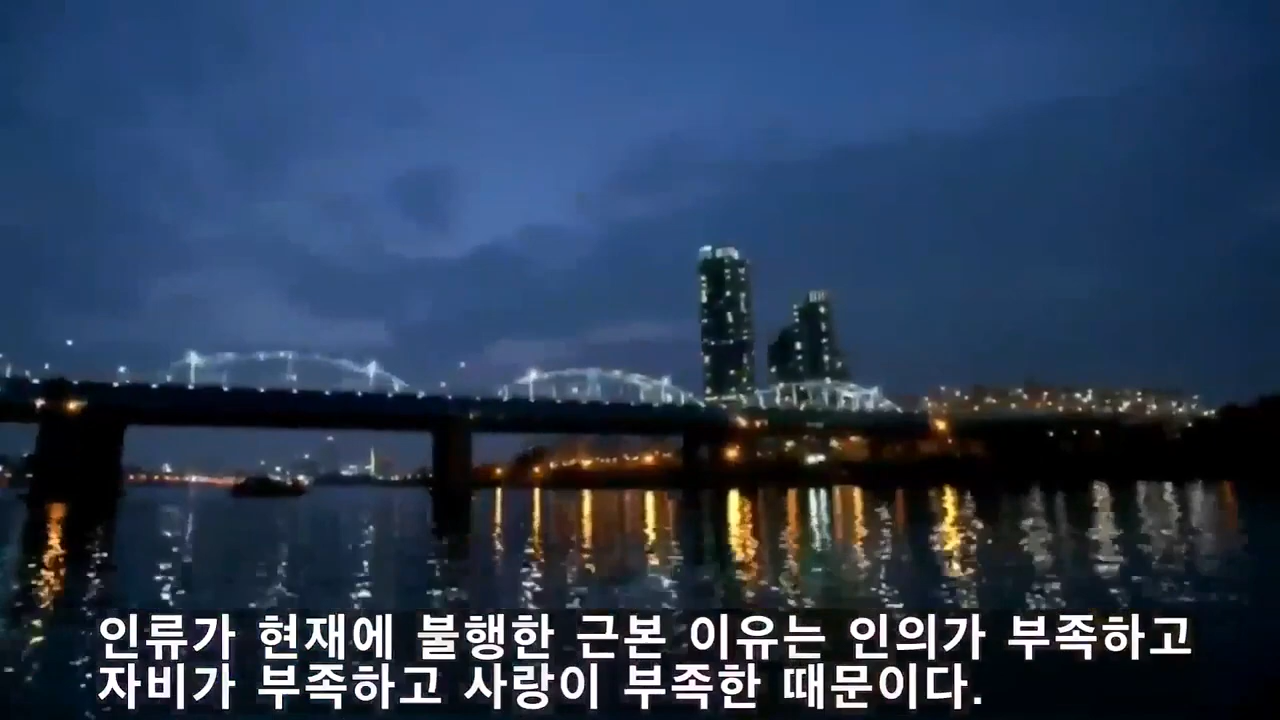 인류가 현재에 불행한 근본 이유는 인의가 부족하고
자비가 부족하고 사랑이 부족한 때문이다.